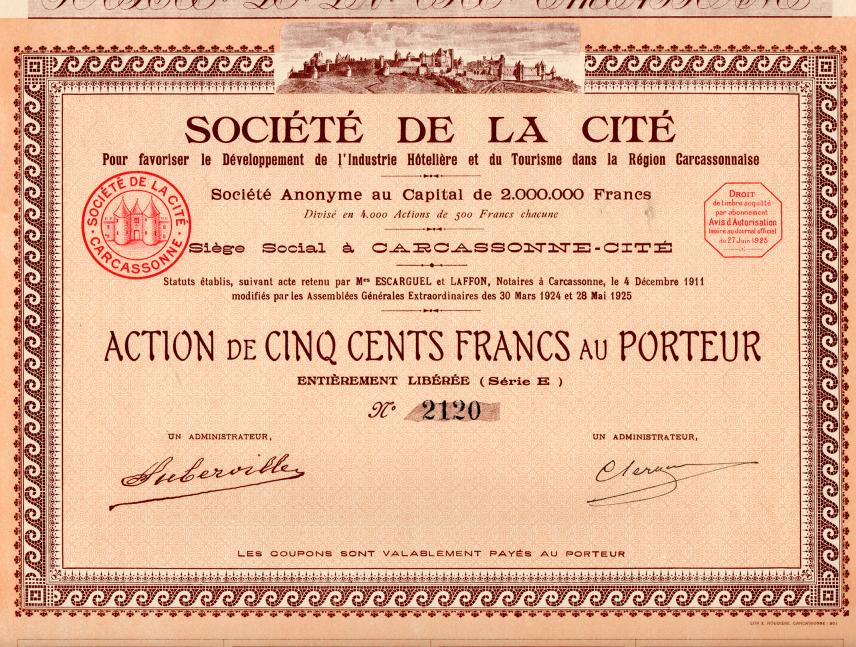 SOCIÉTÉ DE LA CITÉ
Pour favoriser le Développement de l'Industrie Hôtelière et du Tourisme dans la Région Carcassonnaise
Société Anonyme au Capital de 2.000.000 Francs
Divisé en 4.000 Actions de 500 Francs chacune
SOCIÉTÉ DE LA CITÉ
CARCASSONNE
DROIT
de timbre acquitté
par abonnement
Avis d'Autorisation
inséré au Journal officiel
du 27 Juin 1925
Siège Social à CARCASSONNE-CITÉ
Statuts établis, suivant acte retenu par Mes ESCARGUEL et LAFFON, Notaires à Carcassonne, le 4 Décembre 1911
modifiés par les Assemblées Générales Extraordinaires des 30 Mars 1924 et 28 Mai 1925
ACTION DE CINQ CENTS FRANCS AU PORTEUR
ENTIÈREMENT LIBÉRÉE (Série E )
No 2120
UN ADMINISTRATEUR,
UN ADMINISTRATEUR,
LES COUPONS SONT VALABLEMENT PAYÉS AU PORTEUR